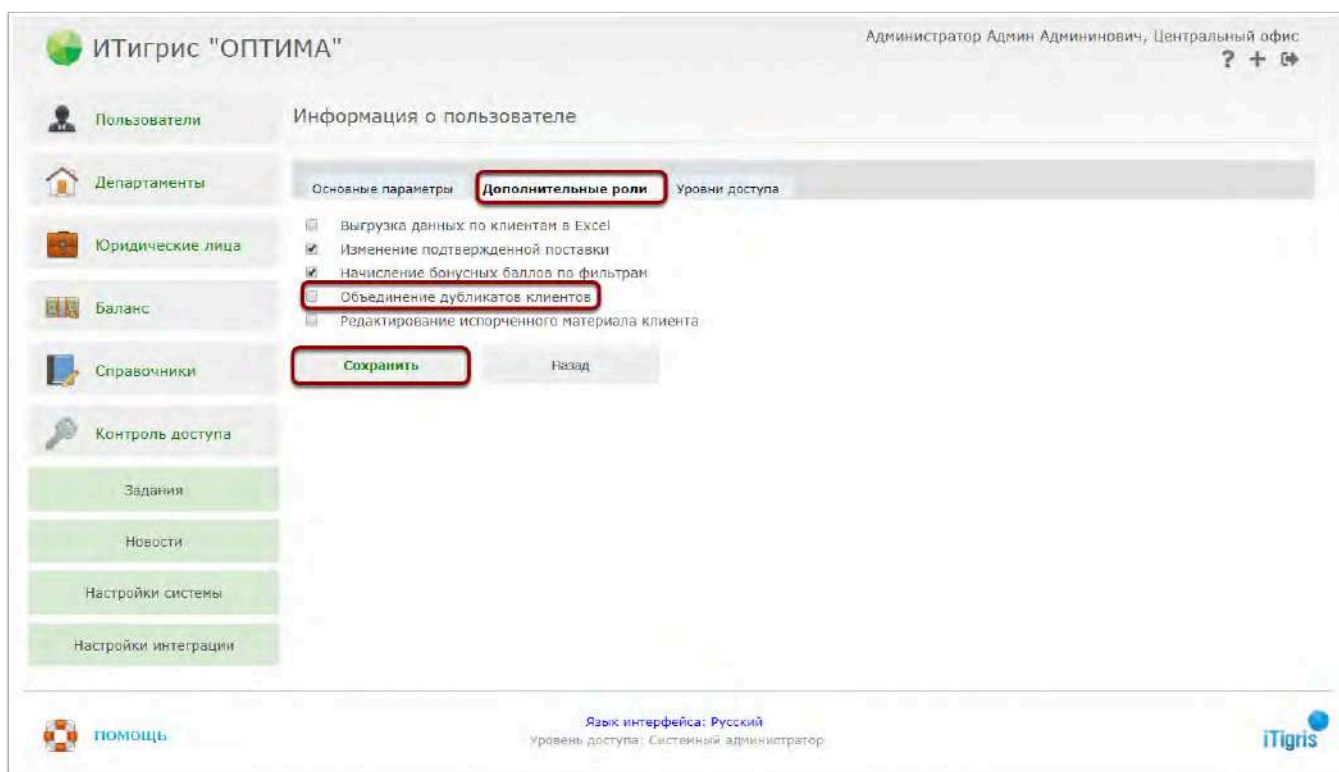 ИТигрис "ОПТИМА"
Администратор Админ Админинович, Центральный офис
? +
Пользователи
Департаменты
Юридические лица
Баланс
Справочники
Контроль доступа
Задания
Новости
Настройки системы
Настройки интеграции
Информация о пользователе
Основные параметры Дополнительные роли Уровни доступа
Выгрузка данных по клиентам в Excel
Изменение подтвержденной поставки
Начисление бонусных баллов по фильтрам
Объединение дубликатов клиентов
Редактирование испорченного материала клиента
Сохранить Назад
ПОМОЩЬ
Язык интерфейса: Русский
Уровень доступа: Системный администратор
iTigris